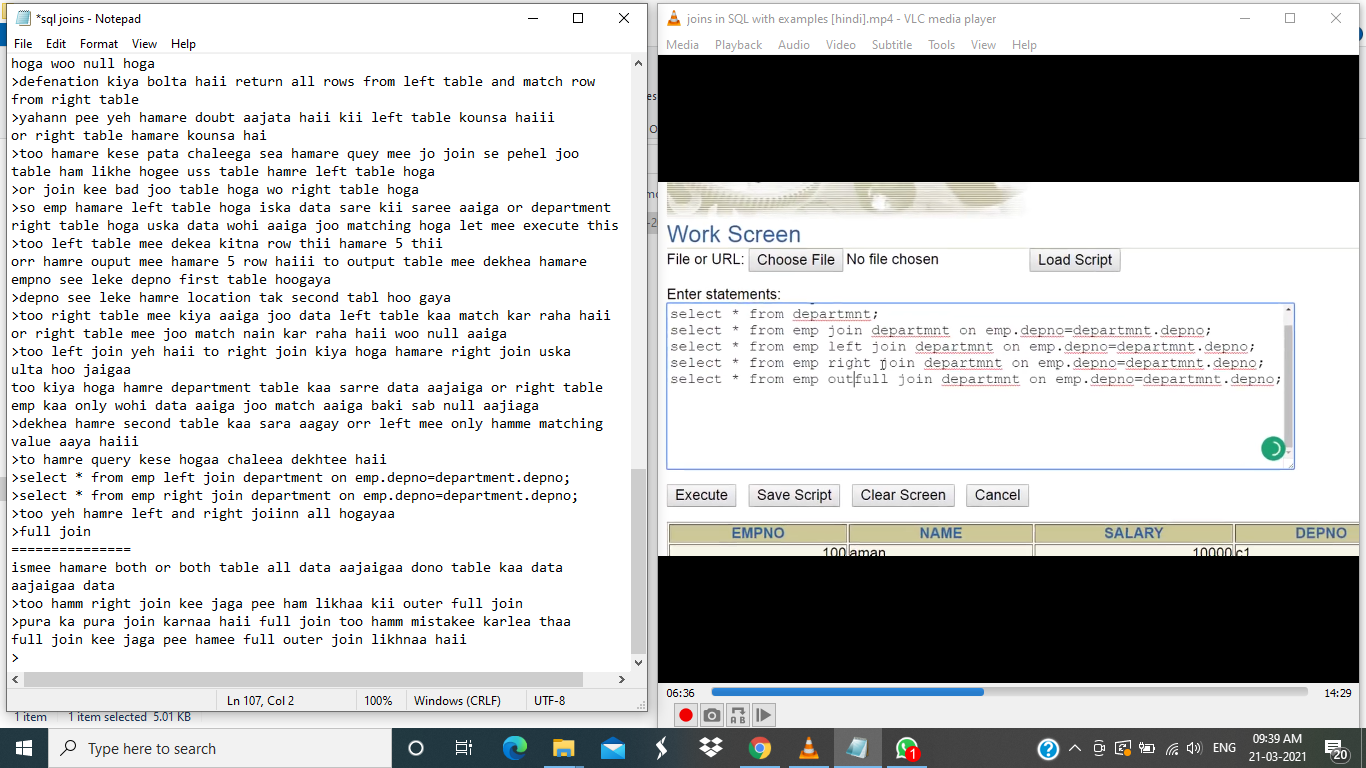 *sql joins - Notepad
File Edit Format View Help
hoga woo null hoga
>defenation kiya bolta haii return all rows from left table and match row
from right table
>yahann pee yeh hamare doubt aajata haii kii left table kounsa haiii
or right table hamare kounsa hai
>too hamare kese pata chaleega sea hamare quey mee jo join se pehel joo
table ham likhe hogee uss table hamre left table hoga
>or join kee bad joo table hoga wo right table hoga
>so emp hamare left table hoga iska data sare kii saree aaiga or department
right table hoga uska data wohi aaiga joo matching hoga let mee execute this
>too left table mee dekea kitna row thii hamare 5 thii
orr hamre ouput mee hamare 5 row haiii to output table mee dekhea hamare
empno see leke depno first table hoogaya
>depno see leke hamre location tak second tabl hoo gaya
>too right table mee kiya aaiga joo data left table kaa match kar raha haii
or right table mee joo match nain kar raha haii woo null aaiga
>too left join yeh haii to right join kiya hoga hamare right join uska
ulta hoo jaigaa
too kiya hoga hamre department table kaa sarre data aajaiga or right table
emp kaa only wohi data aaiga joo match aaiga baki sab null aajiaga
>dekhea hamre second table kaa sara aagay orr left mee only hamme matching
value aaya haiii
>to hamre query kese hogaa chaleea dekhtee haii
>select * from emp left join department on emp.depno=department.depno;
>select * from emp right join department on emp.depno=department.depno;
>too yeh hamre left and right joiinn all hogayaa
>full join
===============
ismee hamare both or both table all data aajaigaa dono table kaa data
aajaigaa data
>too hamm right join kee jaga pee ham likhaa kii outer full join
>pura ka pura join karnaa haii full join too hamm mistakee karlea thaa
full join kee jaga pee hamee full outer join likhnaa haii
>
Ln 107, Col 2 100% Windows (CRLF) UTF-8
1 item 1 item selected 5.01 KB
joins in SQL with examples [hindi].mp4 - VLC media player
Media Playback Audio Video Subtitle Tools View Help
Work Screen
File or URL: Choose File No file chosen Load Script
Enter statements:
select * from departmnt;
select * from emp join departmnt on emp.depno=departmnt.depno;
select * from emp left join departmnt on emp.depno=departmnt.depno;
select * from emp right join departmnt on emp.depno=departmnt.depno;
select * from emp outfull join departmnt on emp.depno=departmnt.depno;
Execute Save Script Clear Screen Cancel
EMPNO NAME SALARY DEPNO
100 aman 10000 c1
06:36 14:29
Type here to search
1
ENG
09:39 AM
21-03-2021
20